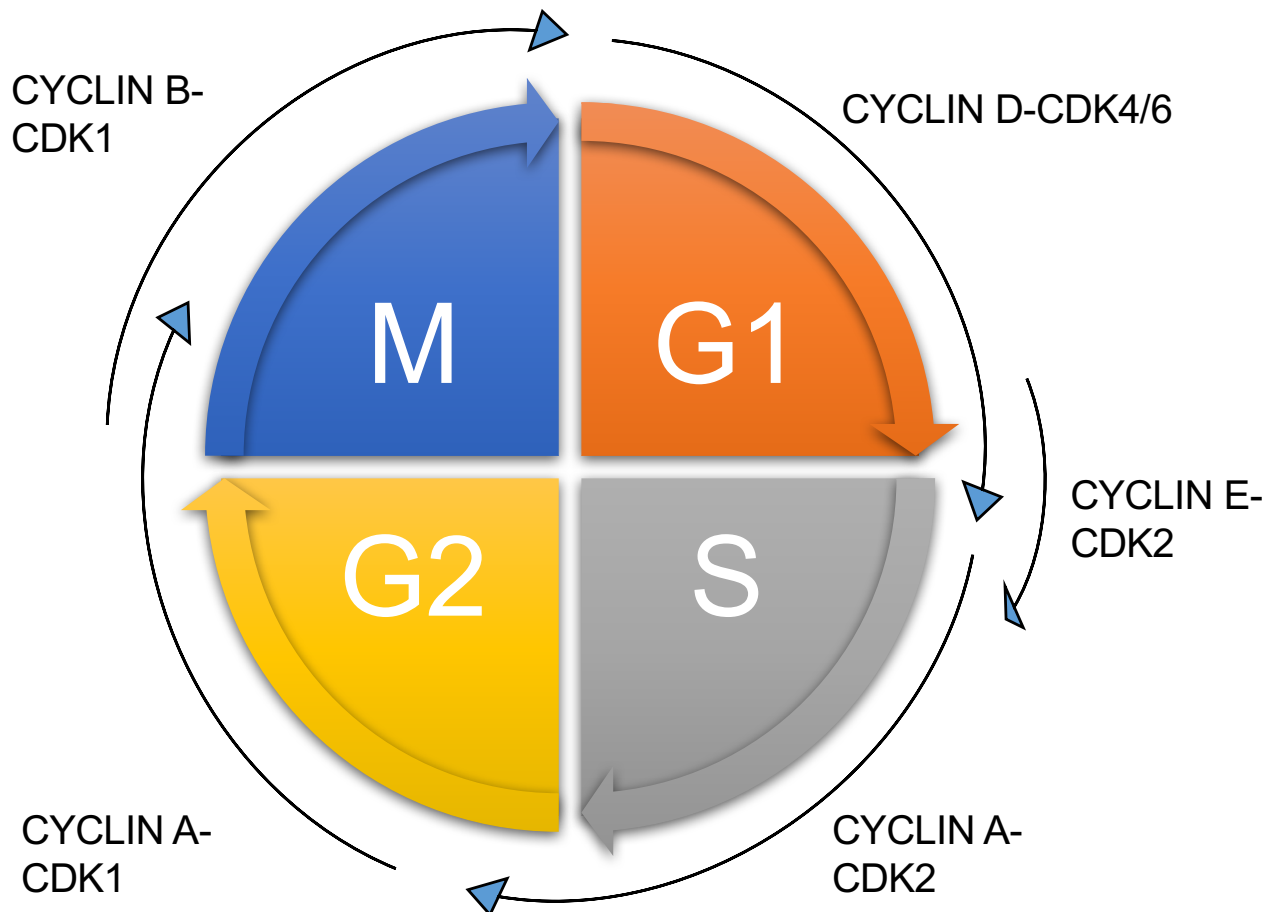 CYCLIN B-
CDK1
CYCLIN D-CDK4/6
M
G1
CYCLIN E-
CDK2
G2
S
CYCLIN A-
CDK1
CYCLIN A-
CDK2